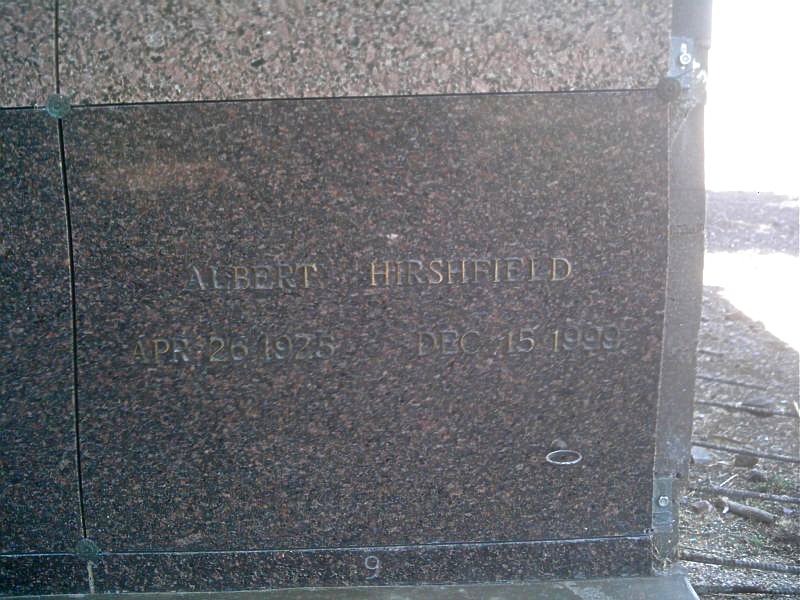 ALBERT HIRSHFIELD
APR 26 1925 DEC 15 1999
9